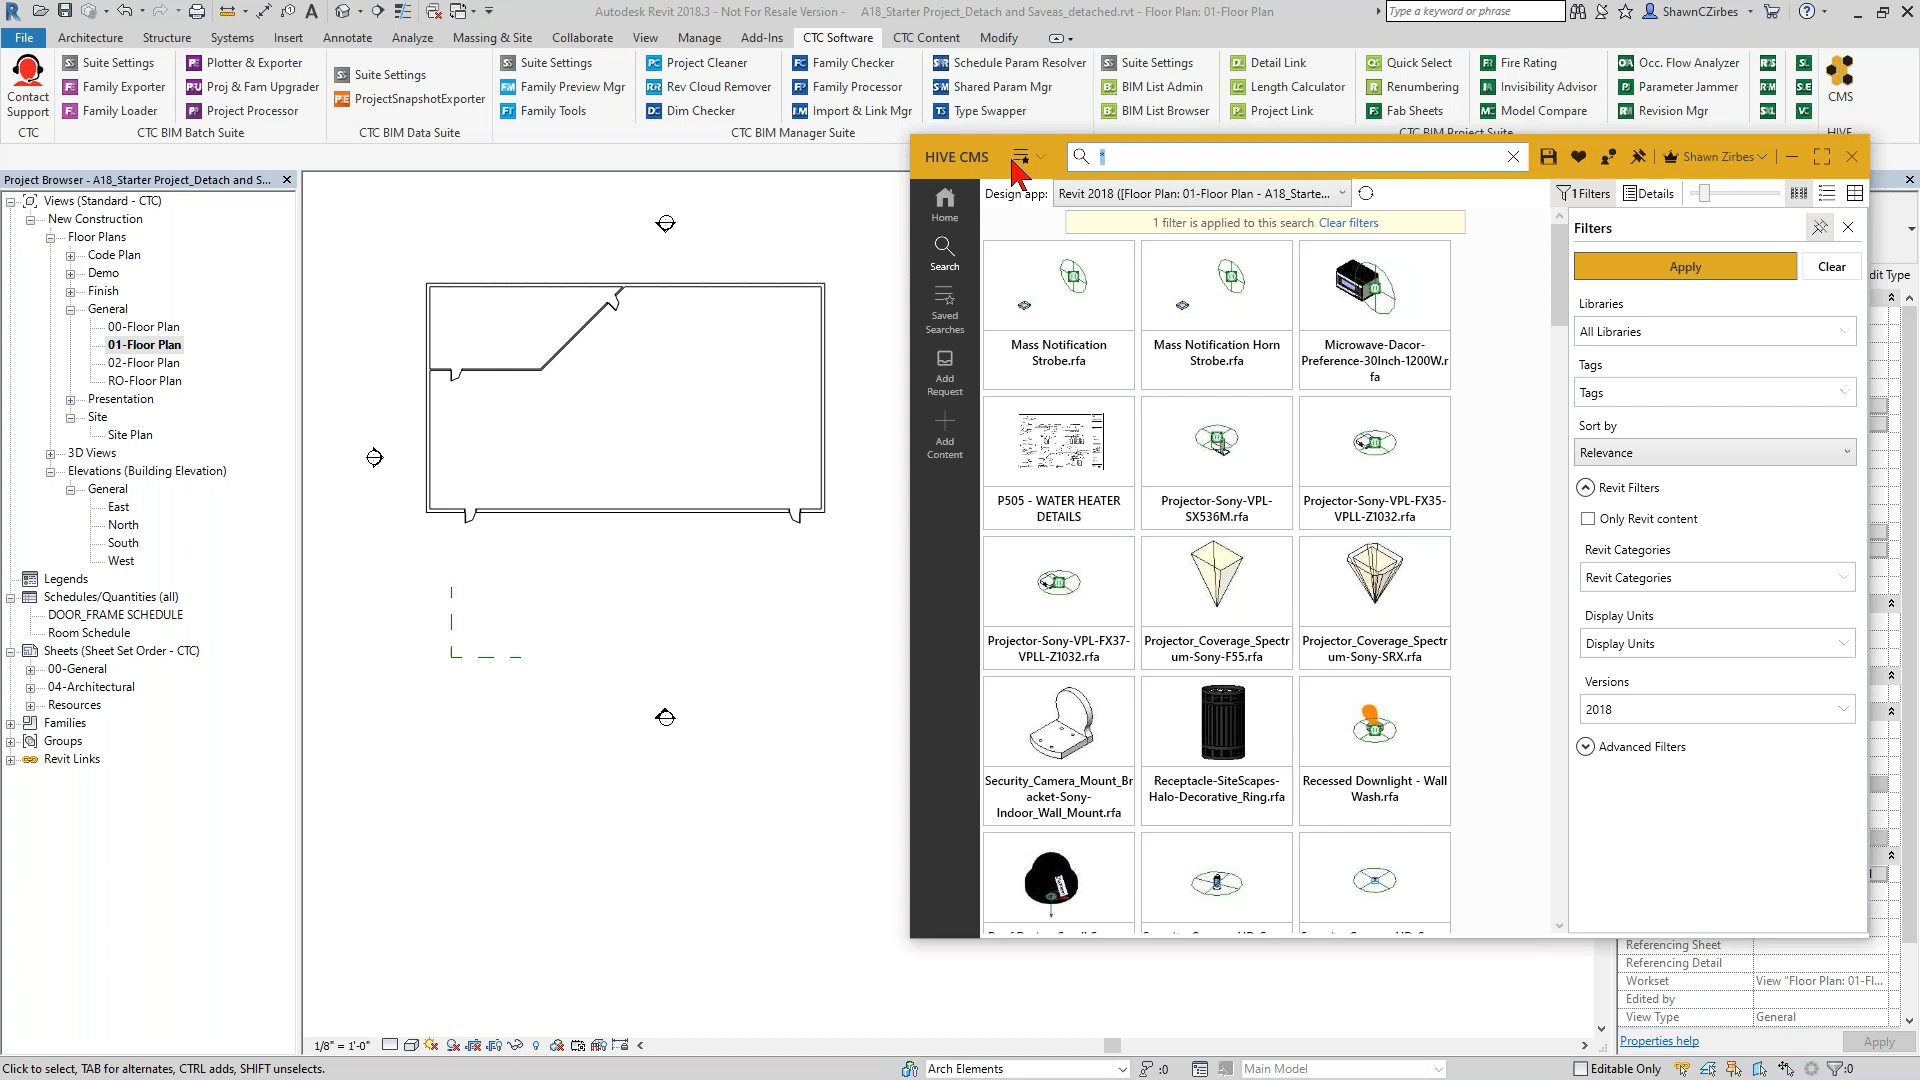 Autodesk Revit 2018.3 - Not For Resale Version - A18_Starter Project_Detach and Saveas_detached.rvt - Floor Plan: 01-Floor Plan
Type a keyword or phrase
ShawnCZirbes
File Architecture Structure Systems Insert Annotate Analyze Massing & Site Collaborate View Manage Add-Ins CTC Software CTC Content Modify
Suite Settings Plotter & Exporter Suite Settings Project Cleaner Family Checker Schedule Param Resolver Suite Settings Detail Link Quick Select Fire Rating Occ. Flow Analyzer
Suite Settings
Family Exporter Proj & Fam Upgrader Family Preview Mgr Rev Cloud Remover Family Processor Shared Param Mgr BIM List Admin Length Calculator Renumbering Invisibility Advisor Parameter Jammer
Contact ProjectSnapshotExporter CMS
Support Family Loader Project Processor Family Tools Dim Checker Import & Link Mgr Type Swapper BIM List Browser Project Link Fab Sheets Model Compare Revision Mgr
CTC CTC BIM Batch Suite CTC BIM Data Suite CTC BIM Manager Suite CTC BIM Project Suite HIVE
Project Browser - A18_Starter Project_Detach and S...
Views (Standard - CTC)
New Construction
Floor Plans
Code Plan
Demo
Finish
General
00-Floor Plan
01-Floor Plan
02-Floor Plan
RO-Floor Plan
Presentation
Site
Site Plan
3D Views
Elevations (Building Elevation)
General
East
North
South
West
Legends
Schedules/Quantities (all)
DOOR_FRAME SCHEDULE
Room Schedule
Sheets (Sheet Set Order - CTC)
00-General
04-Architectural
Resources
Families
Groups
Revit Links
HIVE CMS
*
Shawn Zirbes
Design app: Revit 2018 ([Floor Plan: 01-Floor Plan - A18_Starte...
1 Filters Details
1 filter is applied to this search Clear filters
Home
Search
Saved
Searches
Add
Request
Add
Content
Mass Notification
Strobe.rfa
Mass Notification Horn
Strobe.rfa
Microwave-Dacor-
Preference-30Inch-1200W.r
fa
P505 - WATER HEATER
DETAILS
Projector-Sony-VPL-
SX536M.rfa
Projector-Sony-VPL-FX35-
VPLL-Z1032.rfa
Projector-Sony-VPL-FX37-
VPLL-Z1032.rfa
Projector_Coverage_Spectr
um-Sony-F55.rfa
Projector_Coverage_Spectr
um-Sony-SRX.rfa
Security_Camera_Mount_Br
acket-Sony-
Indoor_Wall_Mount.rfa
Receptacle-SiteScapes-
Halo-Decorative_Ring.rfa
Recessed Downlight - Wall
Wash.rfa
Filters
Apply Clear
Libraries
All Libraries
Tags
Tags
Sort by
Relevance
Revit Filters
Only Revit content
Revit Categories
Revit Categories
Display Units
Display Units
Versions
2018
Advanced Filters
dit Type
Referencing Sheet
Referencing Detail
Workset View "Floor Plan: 01-Fl...
Edited by
View Type General
Properties help Apply
1/8" = 1'-0"
Click to select, TAB for alternates, CTRL adds, SHIFT unselects.
Arch Elements :0 Main Model Editable Only :0